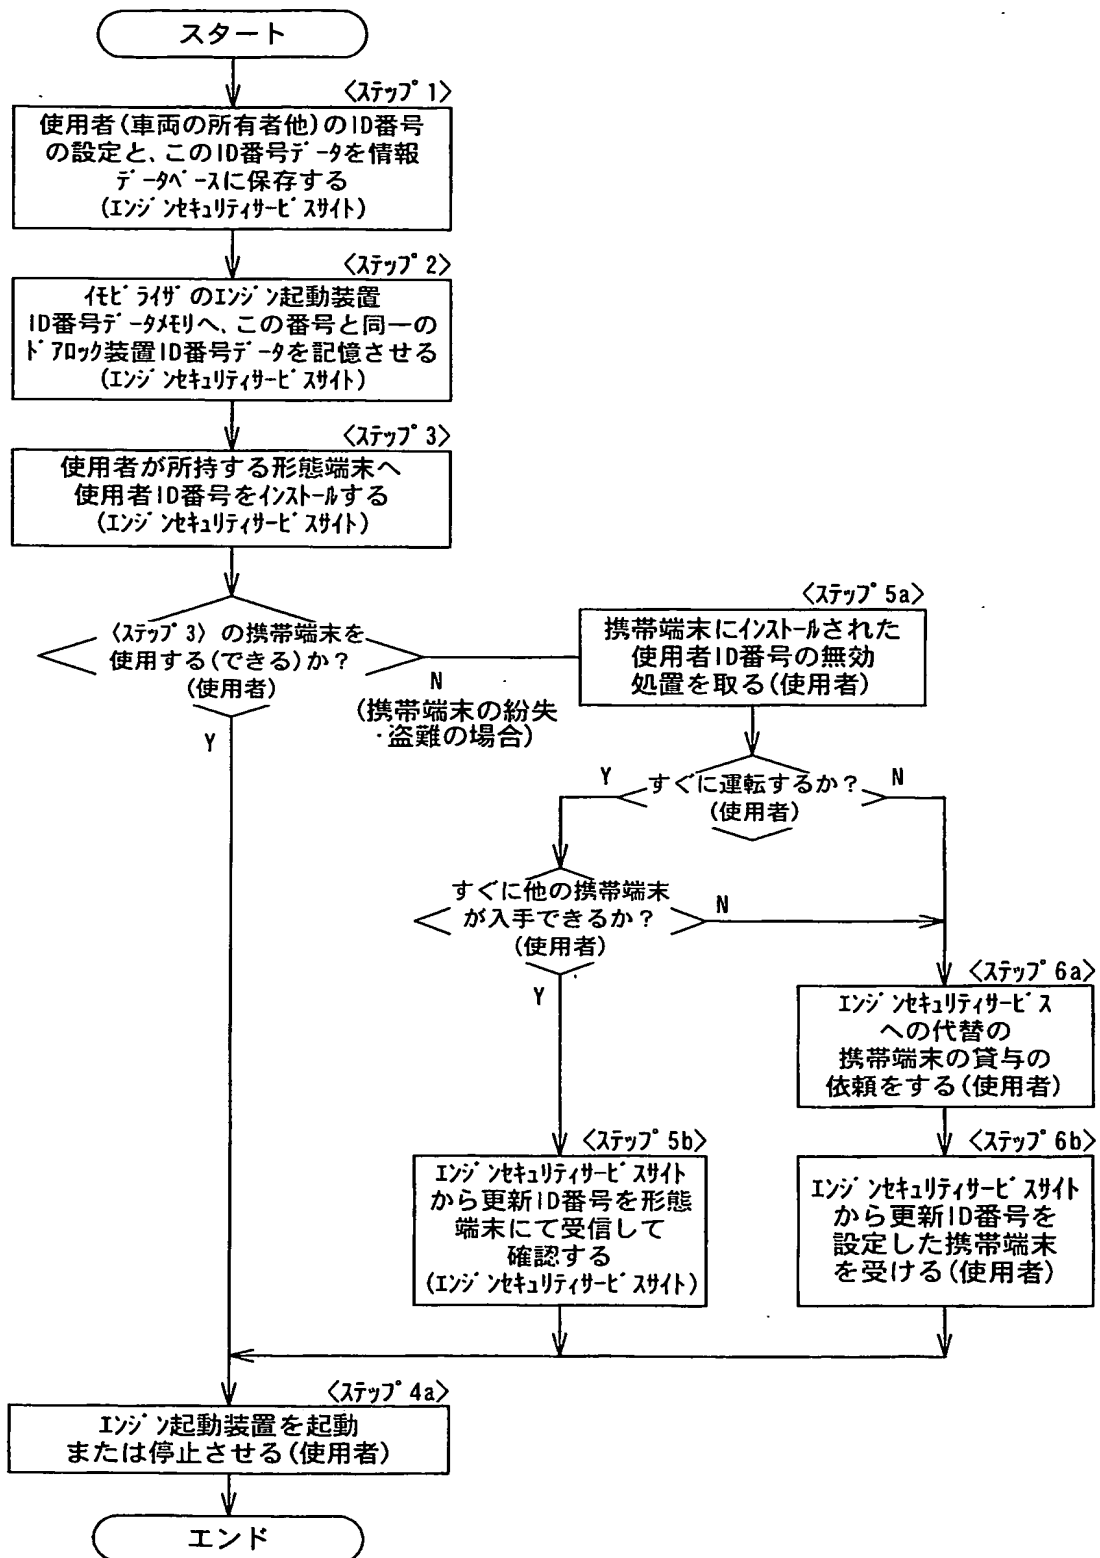 スタート
〈ステップ 1〉
使用者(車両の所有者他)のID番号
の設定と、このID番号データを情報
データベースに保存する
(エンジンセキュリティサービスサイト)
〈ステップ 2〉
イモビライザのエンジン起動装置
ID番号データメモリへ、この番号と同一の
ドアロック装置ID番号データを記憶させる
(エンジンセキュリティサービスサイト)
〈ステップ 3〉
使用者が所持する形態端末へ
使用者ID番号をインストールする
(エンジンセキュリティサービスサイト)
〈ステップ 3〉の携帯端末を
使用する(できる)か?
(使用者)
N
(携帯端末の紛失
・盗難の場合)
Y
〈ステップ 5a〉
携帯端末にインストールされた
使用者ID番号の無効
処置を取る(使用者)
すぐに運転するか?
(使用者)
Y
N
すぐに他の携帯端末
が入手できるか?
(使用者)
N
Y
〈ステップ 6a〉
エンジンセキュリティサービス
への代替の
携帯端末の貸与の
依頼をする(使用者)
〈ステップ 5b〉
エンジンセキュリティサービスサイト
から更新ID番号を形態
端末にて受信して
確認する
(エンジンセキュリティサービスサイト)
〈ステップ 6b〉
エンジンセキュリティサービスサイト
から更新ID番号を
設定した携帯端末
を受ける(使用者)
〈ステップ 4a〉
エンジン起動装置を起動
または停止させる(使用者)
エンド